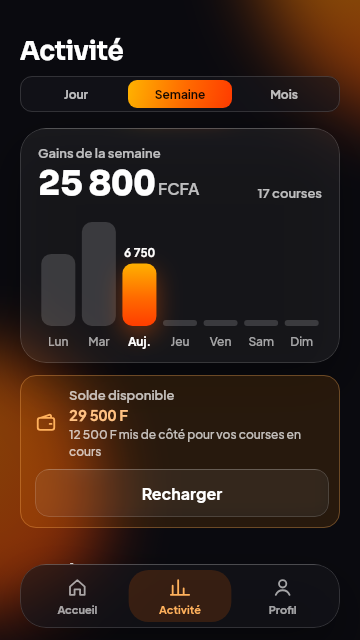 Activité
Jour
Semaine
Mois
Gains de la semaine
25 800 FCFA
17 courses
6 750
Lun
Mar
Auj.
Jeu
Ven
Sam
Dim
Solde disponible
29 500 F
12 500 F mis de côté pour vos courses en
cours
Recharger
Accueil
Activité
Profil